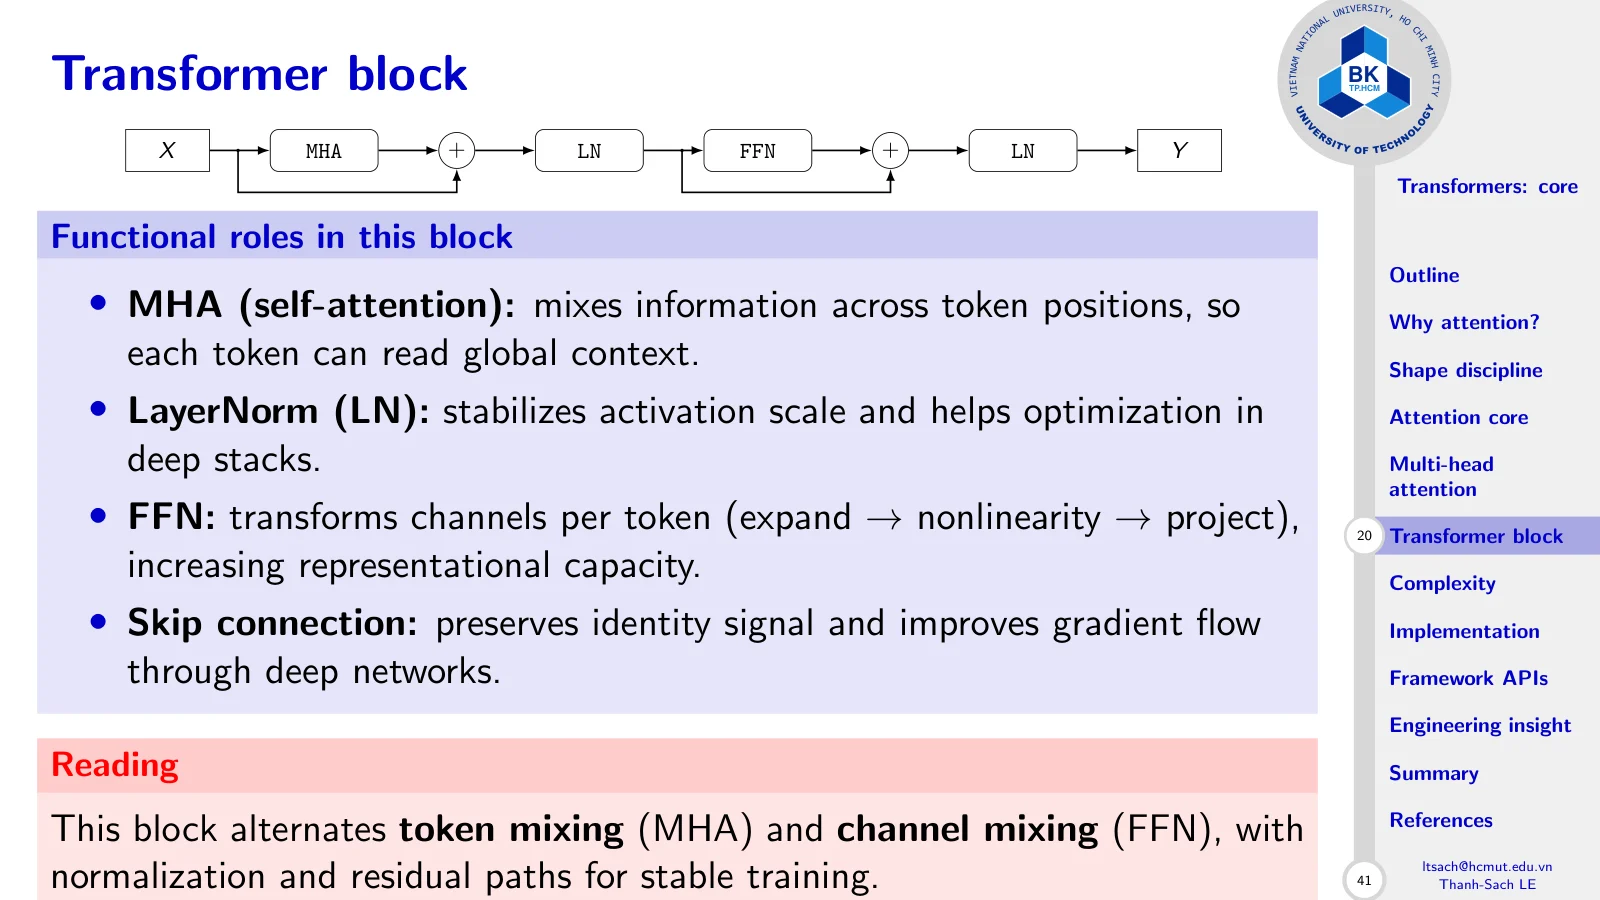 Transformer block
X MHA + LN FFN + LN Y
Functional roles in this block
• MHA (self-attention): mixes information across token positions, so
each token can read global context.
• LayerNorm (LN): stabilizes activation scale and helps optimization in
deep stacks.
• FFN: transforms channels per token (expand → nonlinearity → project),
increasing representational capacity.
• Skip connection: preserves identity signal and improves gradient flow
through deep networks.
Reading
This block alternates token mixing (MHA) and channel mixing (FFN), with
normalization and residual paths for stable training.
VIETNAM NATIONAL UNIVERSITY, HO CHI MINH CITY
BK
TP.HCM
UNIVERSITY OF TECHNOLOGY
Transformers: core
Outline
Why attention?
Shape discipline
Attention core
Multi-head
attention
20 Transformer block
Complexity
Implementation
Framework APIs
Engineering insight
Summary
References
ltsach@hcmut.edu.vn
41 Thanh-Sach LE